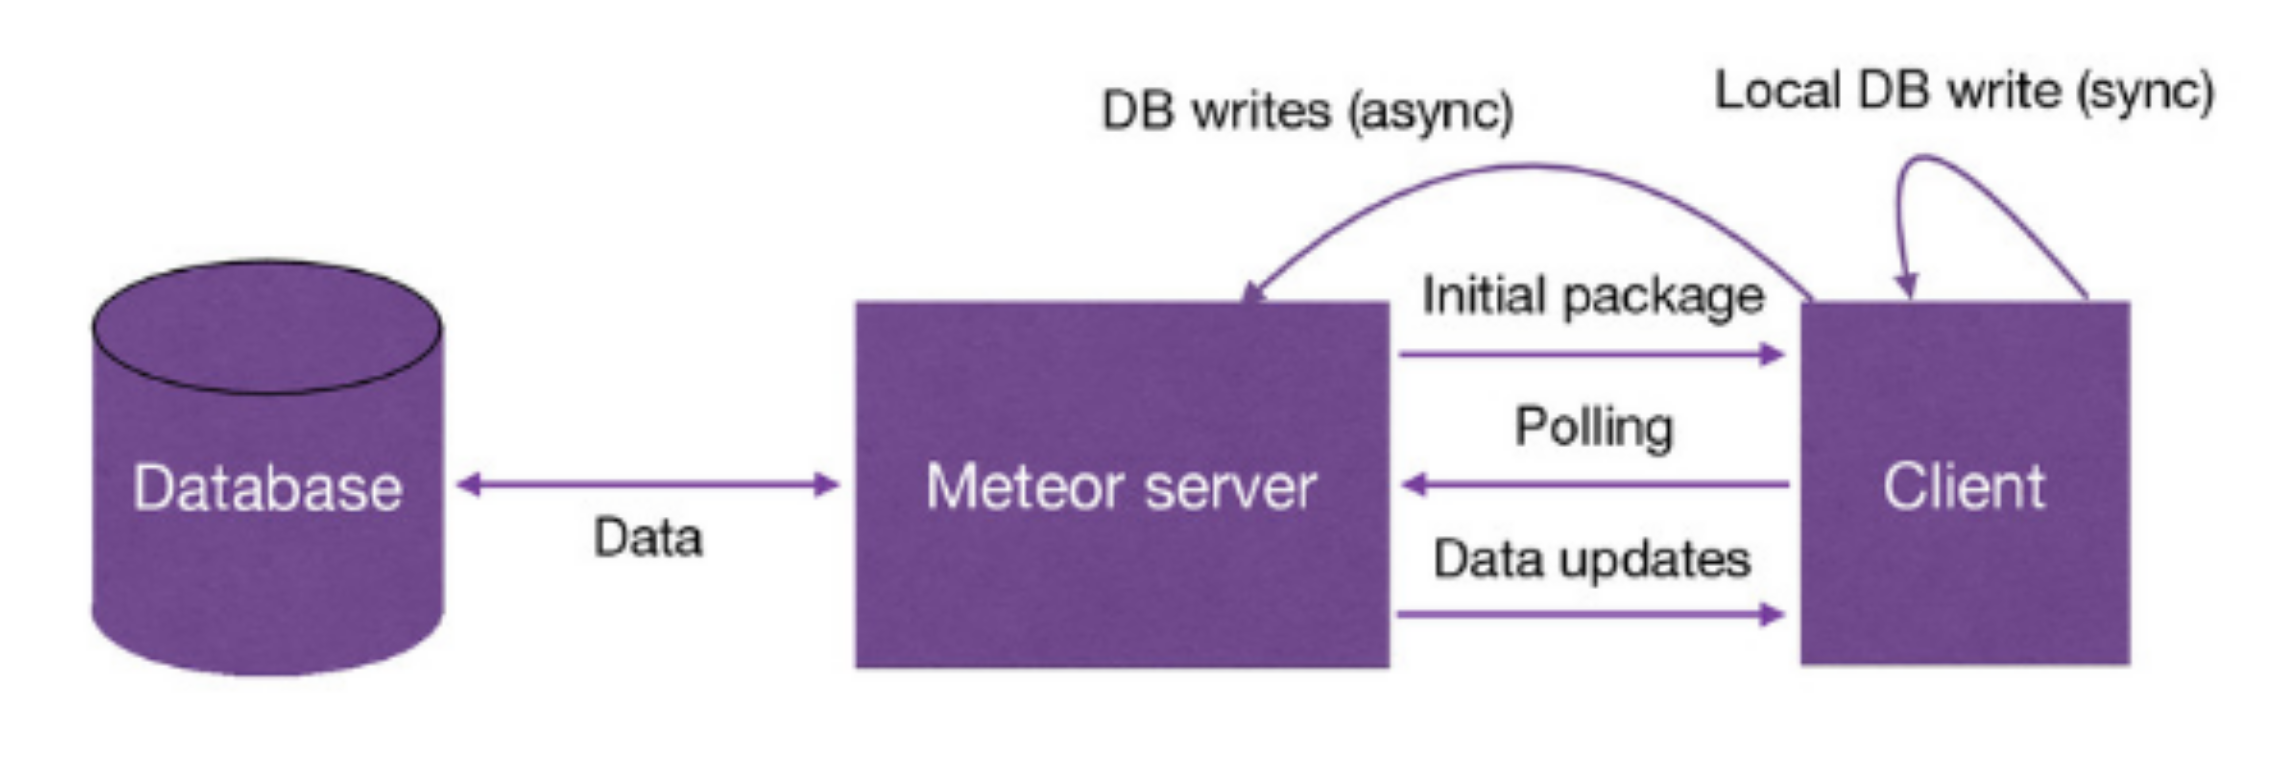 DB writes (async)
Local DB write (sync)
Initial package
Polling
Database
Data
Meteor server
Client
Data updates